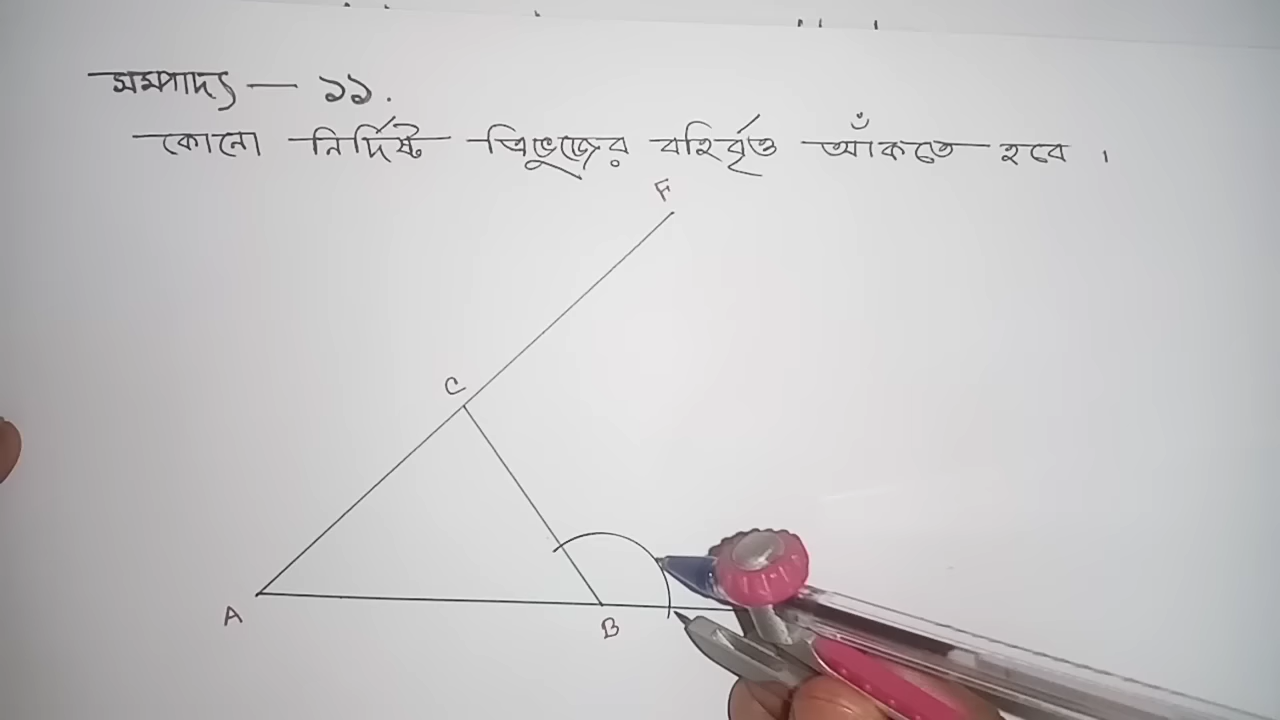 সম্পাদ্য — ১১.
কোনো নির্দিষ্ট ত্রিভুজের বহির্বৃত্ত আঁকতে হবে ।
F
C
A
B